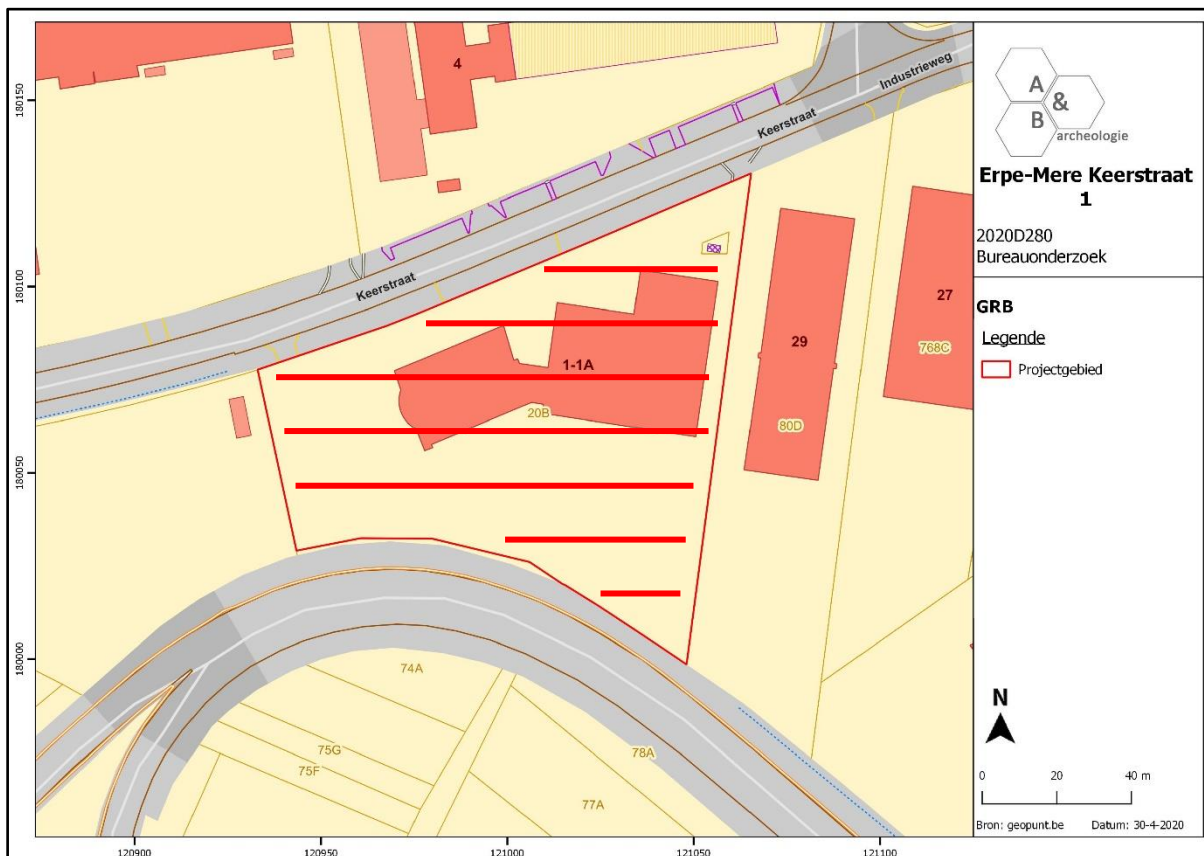 4
Industrieweg
Keerstraat
Keerstraat
1-1A
20B
29
80D
27
768C
74A
75G
75F
78A
77A
180150
180100
180050
180000
120900
120950
121000
121050
121100
A
&
B
archeologie
Erpe-Mere Keerstraat
1
2020D280
Bureauonderzoek
GRB
Legende
Projectgebied
N
0 20 40 m
Bron: geopunt.be Datum: 30-4-2020